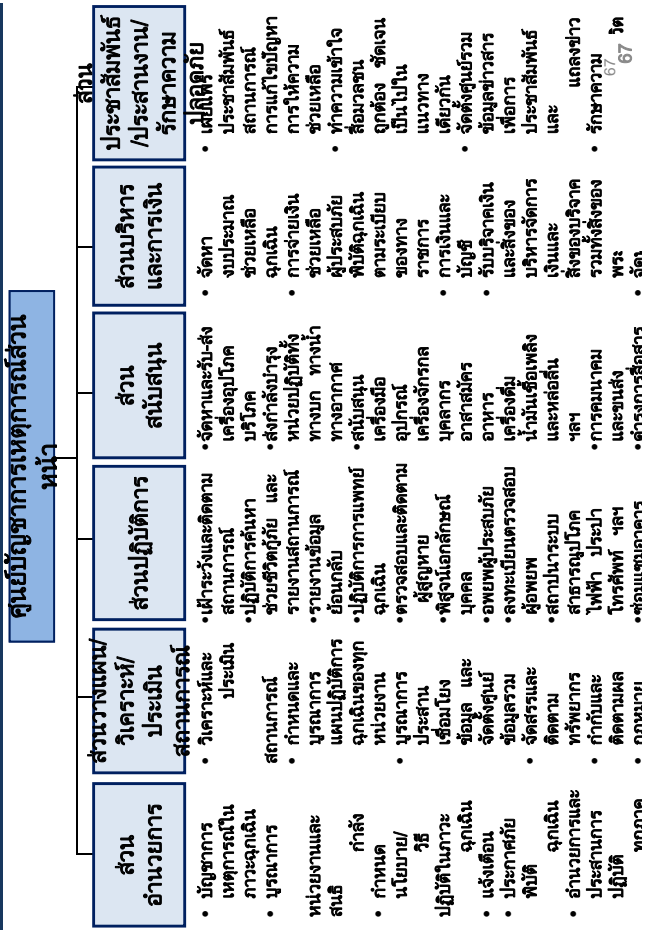 ศูนย์บัญชาการเหตุการณ์ส่วน
หน้า
ส่วน
อำนวยการ
• บัญชาการ
เหตุการณ์ใน
ภาวะฉุกเฉิน
• บูรณาการ
หน่วยงานและ
สนธิ กำลัง
• กำหนด
นโยบาย/
วิธี
ปฏิบัติในภาวะ
ฉุกเฉิน
• แจ้งเตือน
• ประกาศภัย
พิบัติ ฉุกเฉิน
• อำนวยการและ
ประสานการ
ปฏิบัติ
ทุกภาค
ส่วนวางแผน/
วิเคราะห์/
ประเมิน
สถานการณ์
• วิเคราะห์และ
ประเมิน
สถานการณ์
• กำหนดและ
บูรณาการ
แผนปฏิบัติการ
ฉุกเฉินของทุก
หน่วยงาน
• บูรณาการ
ประสาน
เชื่อมโยง
ข้อมูล และ
จัดตั้งศูนย์
ข้อมูลรวม
• จัดสรรและ
ติดตาม
ทรัพยากร
• กำกับและ
ติดตามผล
• กฎหมาย
ส่วนปฏิบัติการ
•เฝ้าระวังและติดตาม
สถานการณ์
•ปฏิบัติการค้นหา
ช่วยชีวิตกู้ภัย และ
รายงานสถานการณ์
•รายงานข้อมูล
ย้อนกลับ
•ปฏิบัติการการแพทย์
ฉุกเฉิน
•ตรวจสอบและติดตาม
ผู้สูญหาย
•พิสูจน์เอกลักษณ์
บุคคล
•อพยพผู้ประสบภัย
•ลงทะเบียนตรวจสอบ
ผู้อพยพ
•สถาปนาระบบ
สาธารณูปโภค
ไฟฟ้า ประปา
โทรศัพท์ ฯลฯ
•ซ่อมแซมอาคาร
ส่วน
สนับสนุน
•จัดหาและรับ-ส่ง
เครื่องอุปโภค
บริโภค
•ส่งกำลังบำรุง
หน่วยปฏิบัติทั้ง
ทางบก ทางน้ำ
ทางอากาศ
•สนับสนุน
เครื่องมือ
อุปกรณ์
เครื่องจักรกล
บุคลากร
อาสาสมัคร
อาหาร
เครื่องดื่ม
น้ำมันเชื้อเพลิง
และหล่อลื่น
ฯลฯ
•การคมนาคม
และขนส่ง
•ดำรงการสื่อสาร
ส่วนบริหาร
และการเงิน
• จัดหา
งบประมาณ
ช่วยเหลือ
ฉุกเฉิน
• การจ่ายเงิน
ช่วยเหลือ
ผู้ประสบภัย
พิบัติฉุกเฉิน
ตามระเบียบ
ของทาง
ราชการ
• การเงินและ
บัญชี
• รับบริจาคเงิน
และสิ่งของ
บริหารจัดการ
เงินและ
สิ่งของบริจาค
รวมทั้งสิ่งของ
พระ
ส่วน
ประชาสัมพันธ์
/ประสานงาน/
รักษาความ
ปลอดภัย
• เผยแพร่
ประชาสัมพันธ์
สถานการณ์
การแก้ไขปัญหา
การให้ความ
ช่วยเหลือ
• ทำความเข้าใจ
สื่อมวลชน
ถูกต้อง ชัดเจน
เป็นไปใน
แนวทาง
เดียวกัน
• จัดตั้งศูนย์รวม
ข้อมูลข่าวสาร
เพื่อการ
ประชาสัมพันธ์
และ
แถลงข่าว
• รักษาความ
67
67